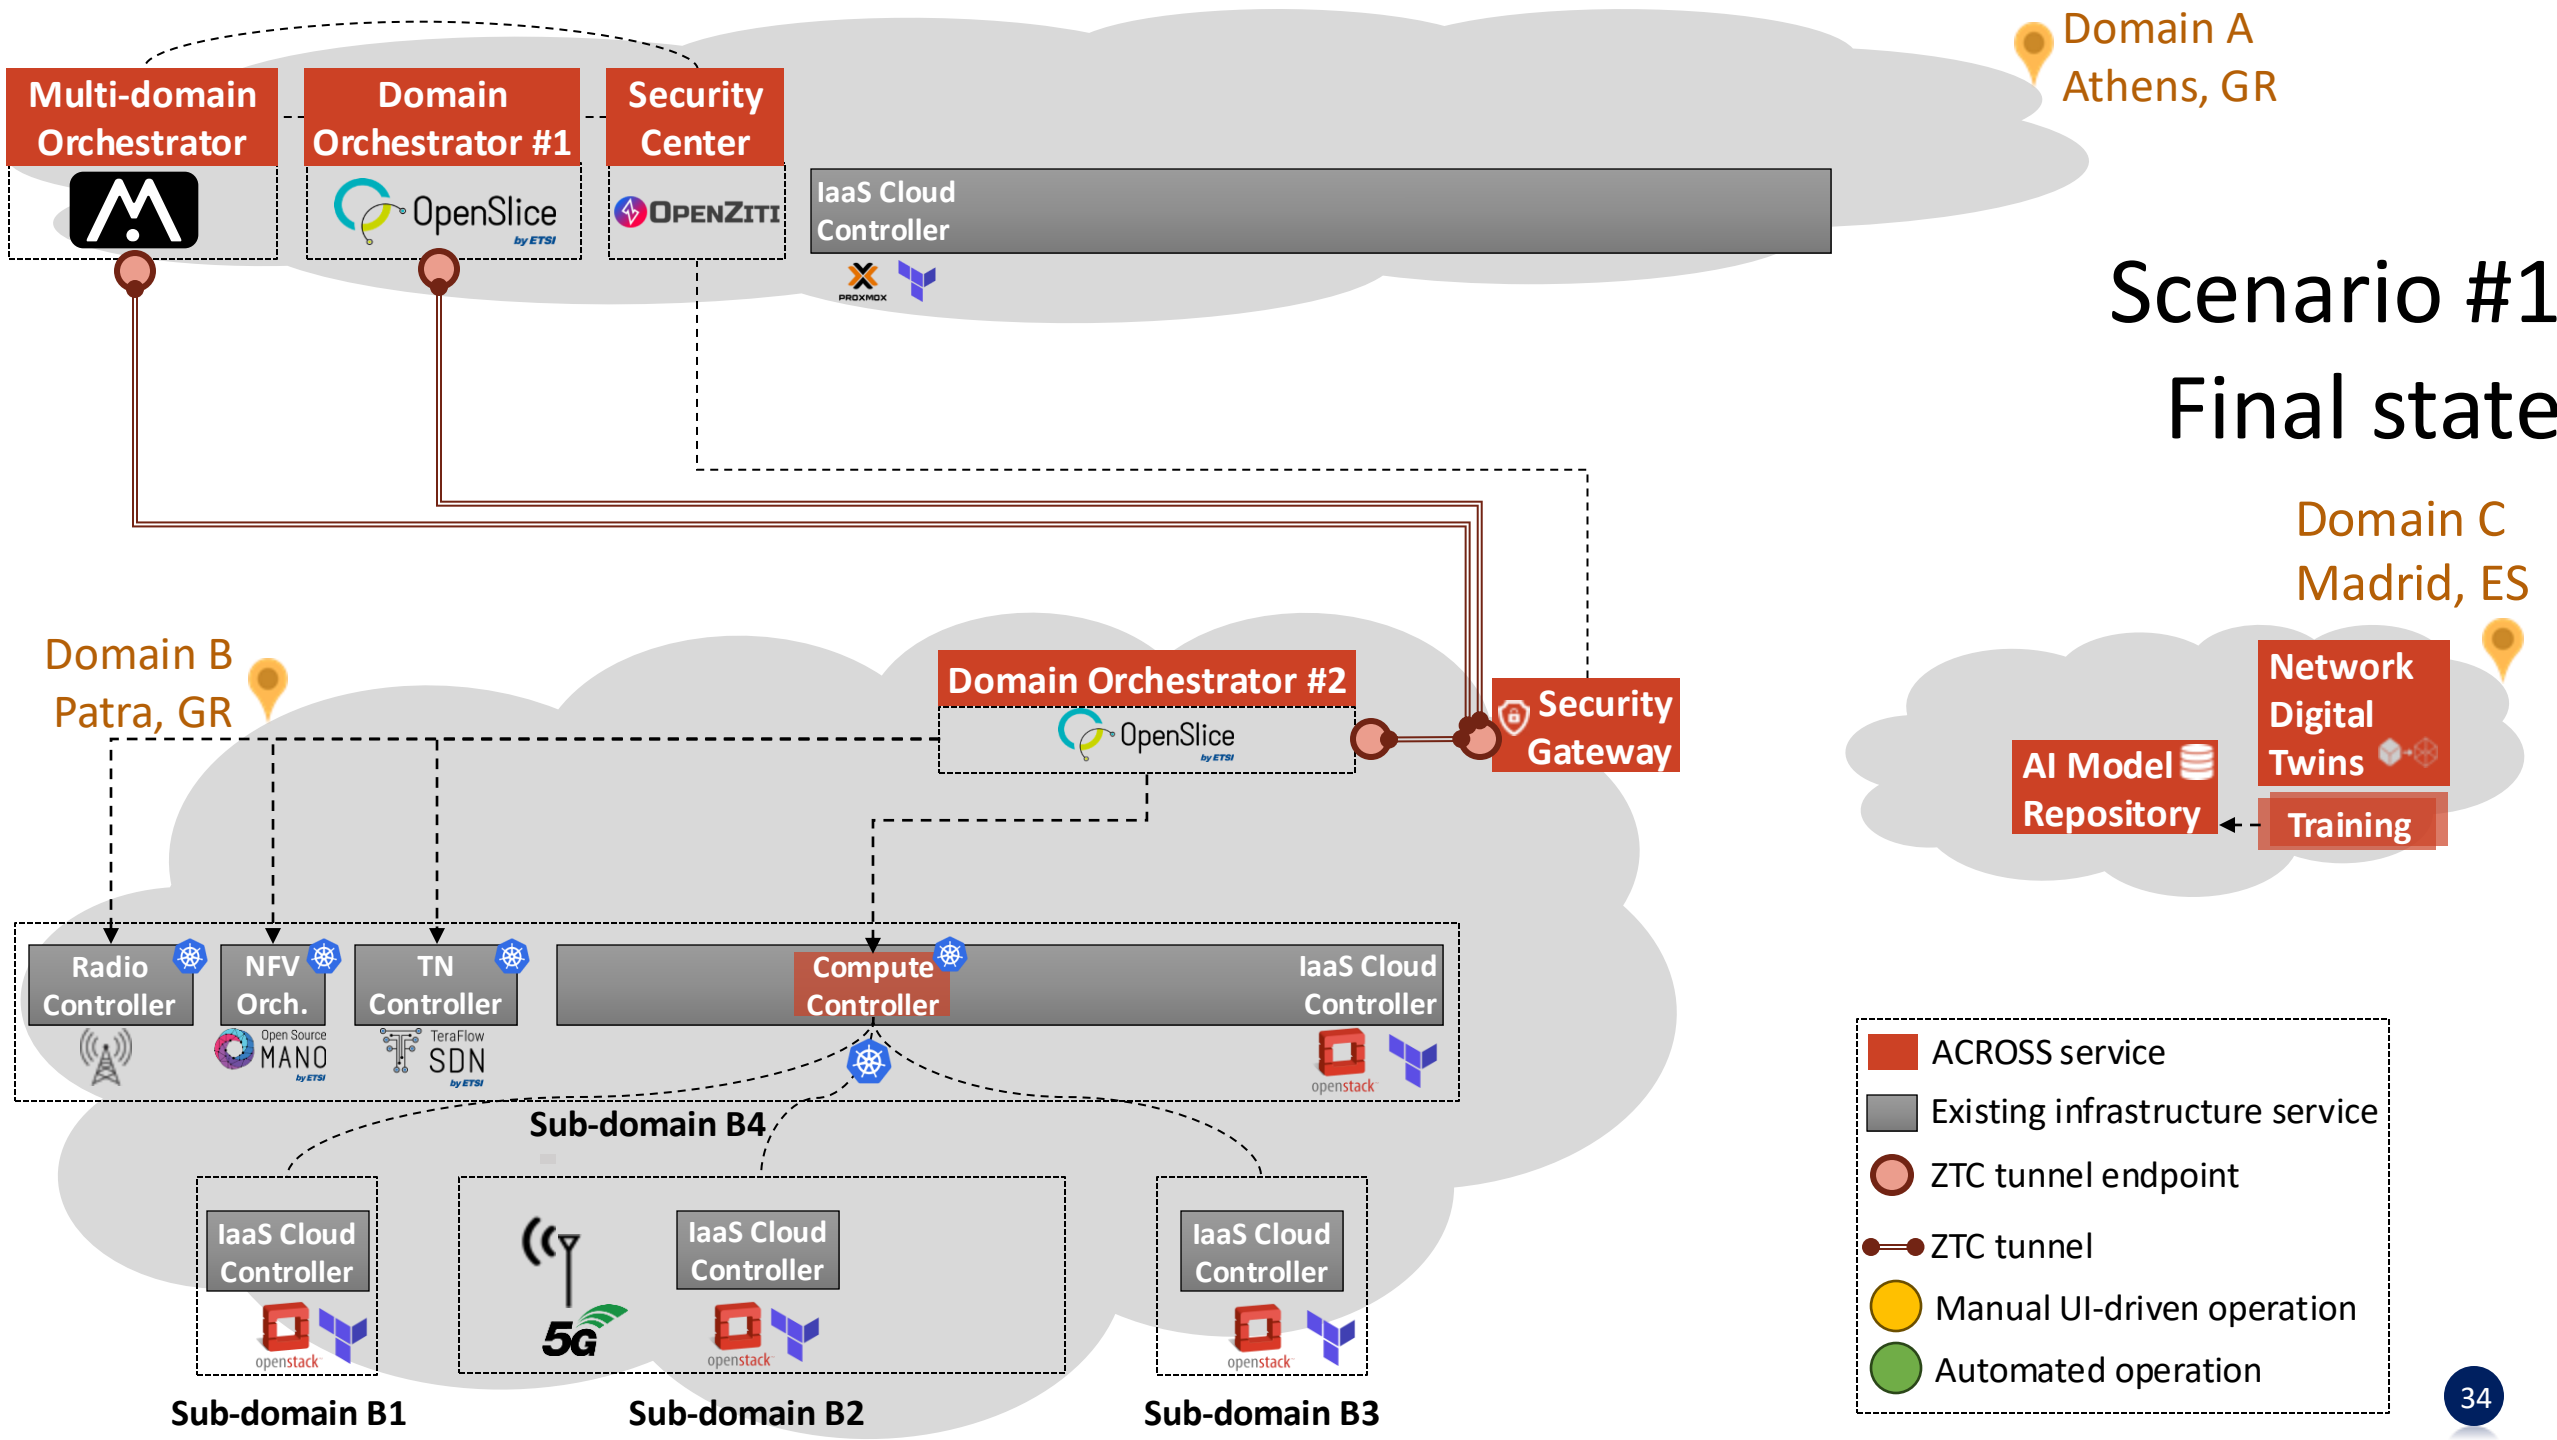 Domain A
Athens, GR
Multi-domain
Orchestrator
Domain
Orchestrator #1
OpenSlice
by ETSI
Security
Center
OPENZITI
IaaS Cloud
Controller
PROXMOX
Scenario #1
Final state
Domain C
Madrid, ES
Domain B
Patra, GR
Domain Orchestrator #2
OpenSlice
by ETSI
Security
Gateway
Network
Digital
Twins
AI Model
Repository
Training
Radio
Controller
NFV
Orch.
Open Source
MANO
by ETSI
TN
Controller
TeraFlow
SDN
by ETSI
Compute
Controller
IaaS Cloud
Controller
openstack
Sub-domain B4
IaaS Cloud
Controller
openstack
Sub-domain B1
5G
IaaS Cloud
Controller
openstack
Sub-domain B2
IaaS Cloud
Controller
openstack
Sub-domain B3
ACROSS service
Existing infrastructure service
ZTC tunnel endpoint
ZTC tunnel
Manual UI-driven operation
Automated operation
34